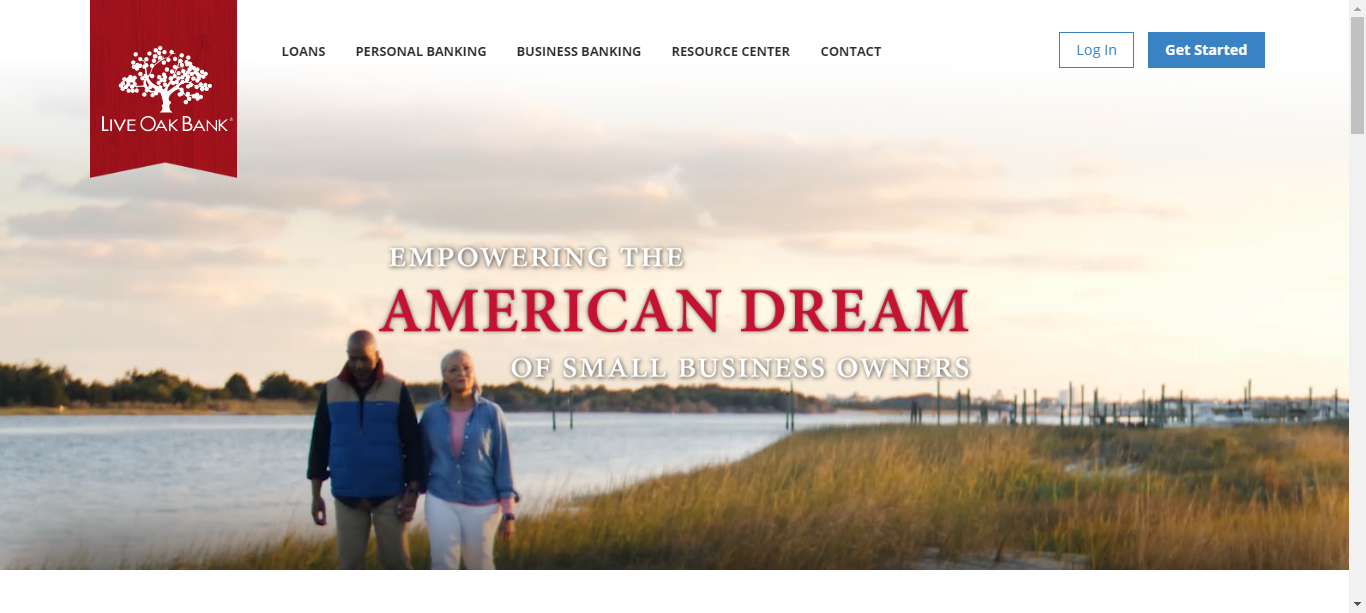 LIVE OAK BANK®
LOANS PERSONAL BANKING BUSINESS BANKING RESOURCE CENTER CONTACT
Log In Get Started
EMPOWERING THE
AMERICAN DREAM
OF SMALL BUSINESS OWNERS